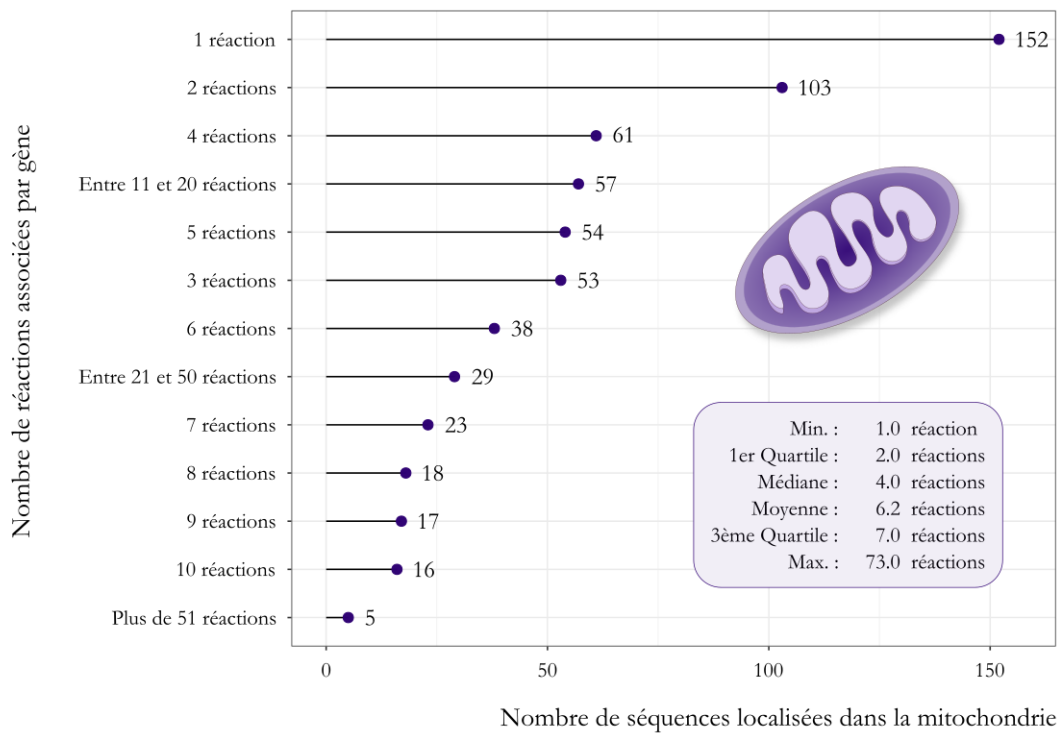 Nombre de réactions associées par gène
1 réaction 152
2 réactions 103
4 réactions 61
Entre 11 et 20 réactions 57
5 réactions 54
3 réactions 53
6 réactions 38
Entre 21 et 50 réactions 29
7 réactions 23
8 réactions 18
9 réactions 17
10 réactions 16
Plus de 51 réactions 5
Min. : 1.0 réaction
1er Quartile : 2.0 réactions
Médiane : 4.0 réactions
Moyenne : 6.2 réactions
3ème Quartile : 7.0 réactions
Max. : 73.0 réactions
0 50 100 150
Nombre de séquences localisées dans la mitochondrie